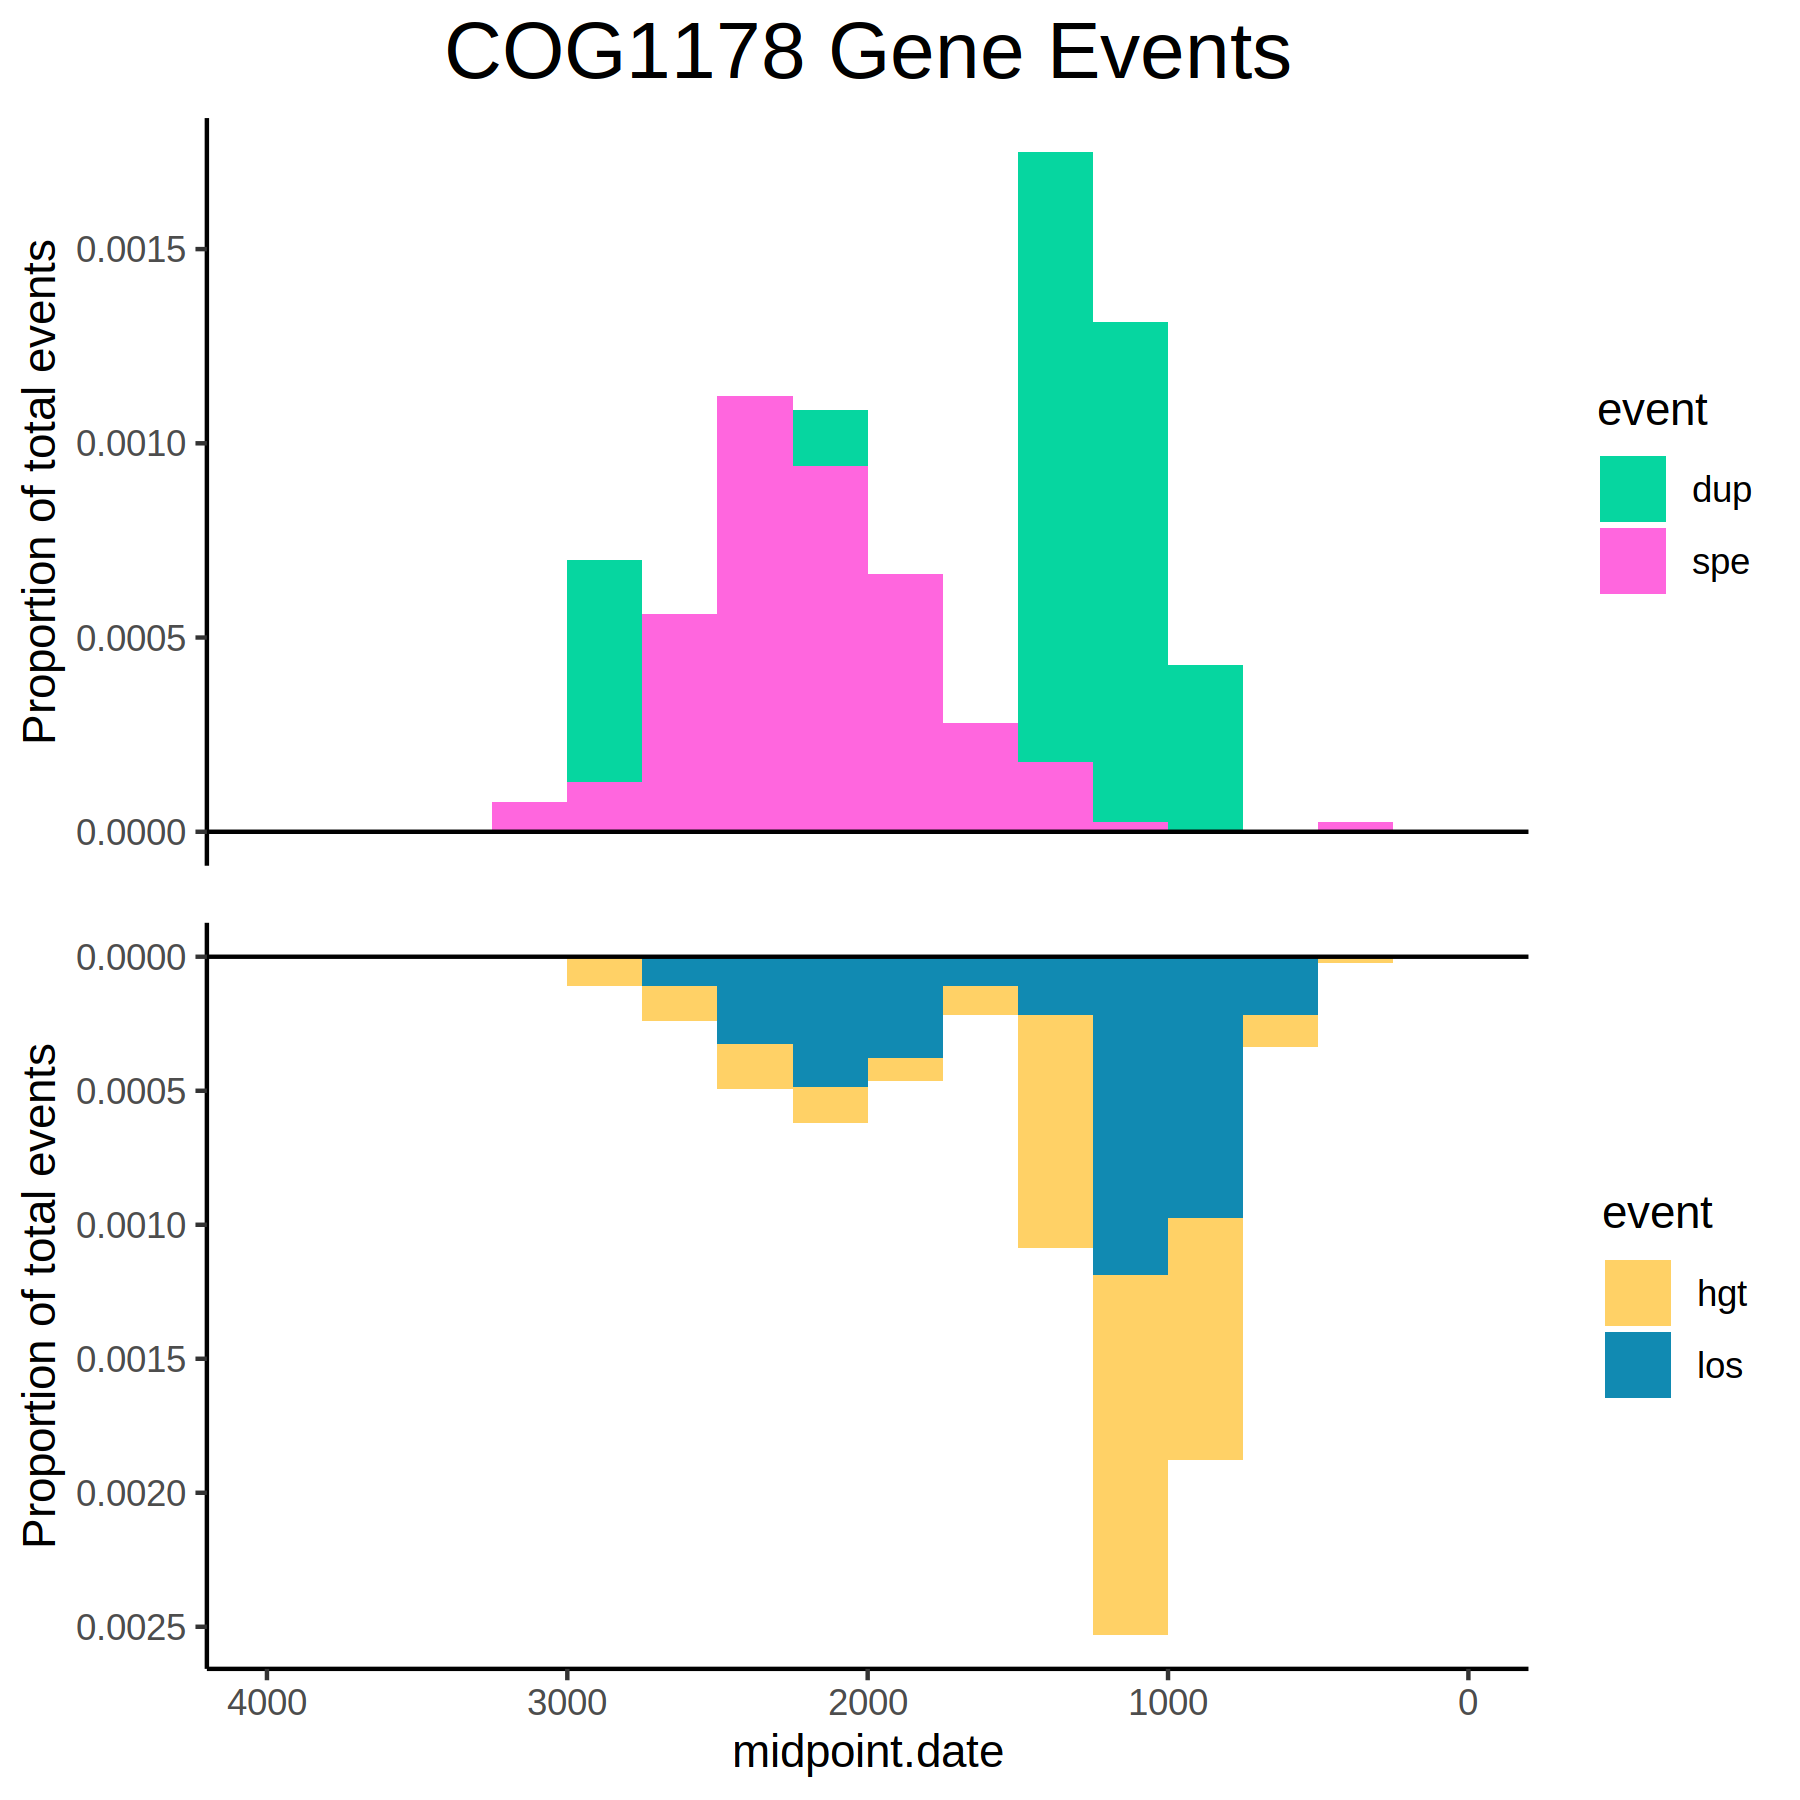 COG1178 Gene Events
Proportion of total events
0.0015
0.0010
0.0005
0.0000
event
dup
spe
Proportion of total events
0.0000
0.0005
0.0010
0.0015
0.0020
0.0025
event
hgt
los
4000 3000 2000 1000 0
midpoint.date